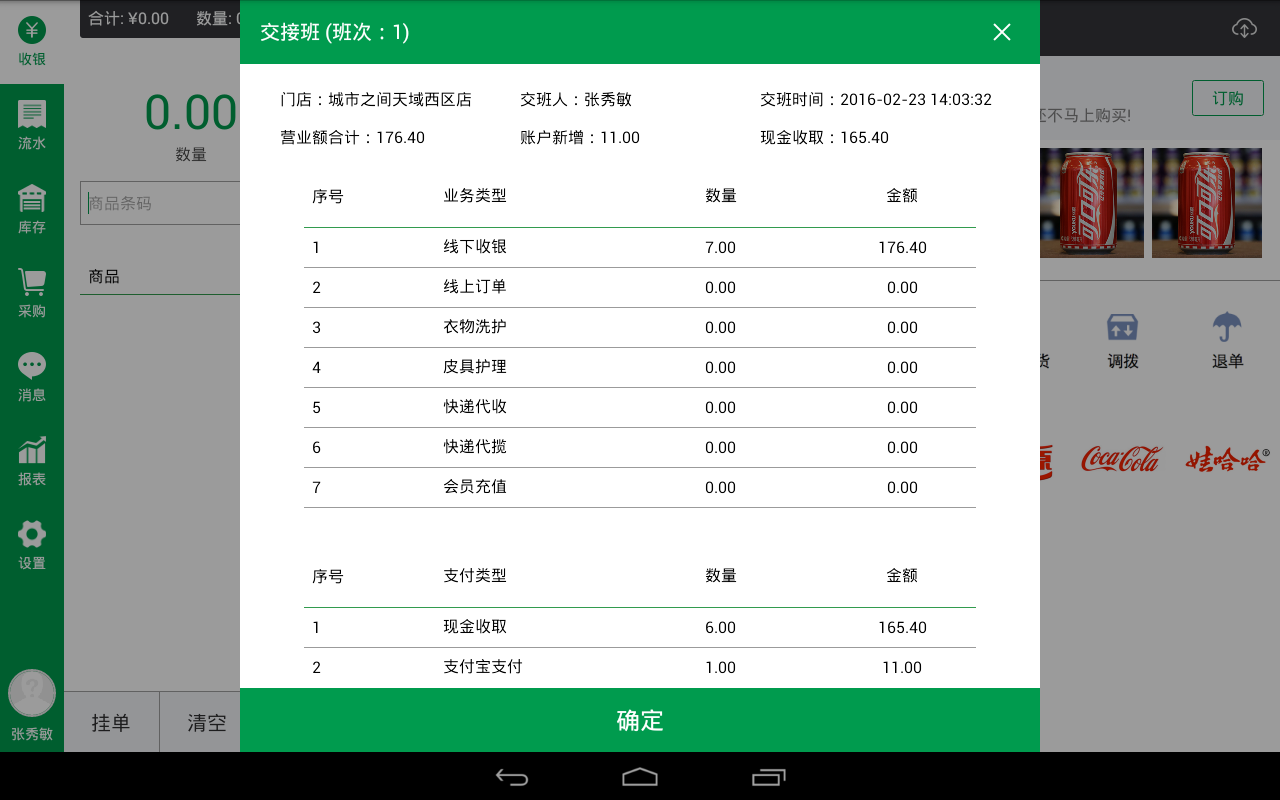 收银
合计: ¥0.00 数量: 0
交接班 (班次：1)
流水
库存
采购
消息
报表
设置
张秀敏
0.00
数量
商品条码
商品
挂单 清空
门店：城市之间天域西区店 交班人：张秀敏 交班时间：2016-02-23 14:03:32
营业额合计：176.40 账户新增：11.00 现金收取：165.40
序号 业务类型 数量 金额
1 线下收银 7.00 176.40
2 线上订单 0.00 0.00
3 衣物洗护 0.00 0.00
4 皮具护理 0.00 0.00
5 快递代收 0.00 0.00
6 快递代揽 0.00 0.00
7 会员充值 0.00 0.00
序号 支付类型 数量 金额
1 现金收取 6.00 165.40
2 支付宝支付 1.00 11.00
确定
还不马上购买!
订购
货 调拨 退单
Coca-Cola 娃哈哈®